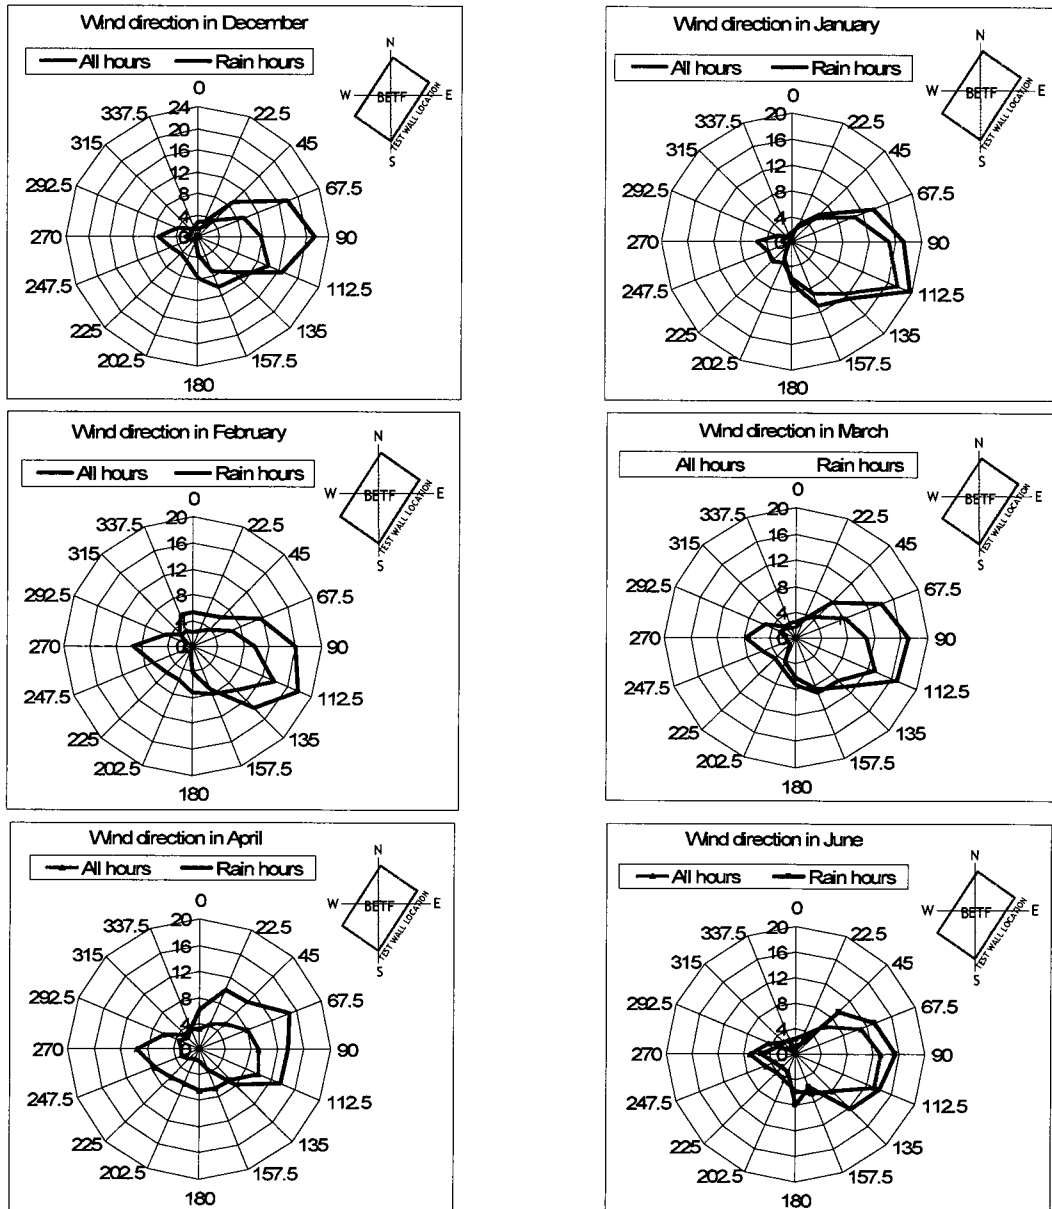 Wind direction in December
All hours Rain hours
N
W BETF E
TEST WALL LOCATION
S
0
337.5 24 22.5
315 20 45
16
292.5 12 67.5
8
4
270 90
247.5 112.5
225 135
202.5 157.5
180
Wind direction in January
All hours Rain hours
N
W BETF E
TEST WALL LOCATION
S
0
337.5 20 22.5
315 16 45
12
292.5 8 67.5
4
270 0 90
247.5 112.5
225 135
202.5 157.5
180
Wind direction in February
All hours Rain hours
N
W BETF E
TEST WALL LOCATION
S
0
337.5 20 22.5
315 16 45
12
292.5 8 67.5
4
270 0 90
247.5 112.5
225 135
202.5 157.5
180
Wind direction in March
All hours Rain hours
N
W BETF E
TEST WALL LOCATION
S
0
337.5 20 22.5
315 16 45
12
292.5 8 67.5
4
270 0 90
247.5 112.5
225 135
202.5 157.5
180
Wind direction in April
All hours Rain hours
N
W BETF E
TEST WALL LOCATION
S
0
337.5 20 22.5
315 16 45
12
292.5 8 67.5
4
270 0 90
247.5 112.5
225 135
202.5 157.5
180
Wind direction in June
All hours Rain hours
N
W BETF E
TEST WALL LOCATION
S
0
337.5 20 22.5
315 16 45
12
292.5 8 67.5
4
270 0 90
247.5 112.5
225 135
202.5 157.5
180